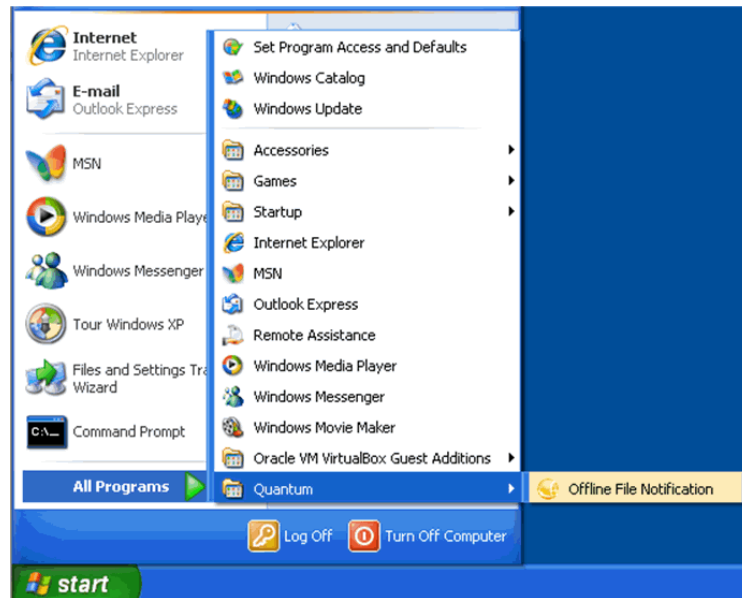 Internet
Internet Explorer
E-mail
Outlook Express
MSN
Windows Media Playe
Windows Messenger
Tour Windows XP
Files and Settings Tra
Wizard
C:\_
Command Prompt
All Programs
Set Program Access and Defaults
Windows Catalog
Windows Update
Accessories
Games
Startup
Internet Explorer
MSN
Outlook Express
Remote Assistance
Windows Media Player
Windows Messenger
Windows Movie Maker
Oracle VM VirtualBox Guest Additions
Quantum
Offline File Notification
Log Off
Turn Off Computer
start